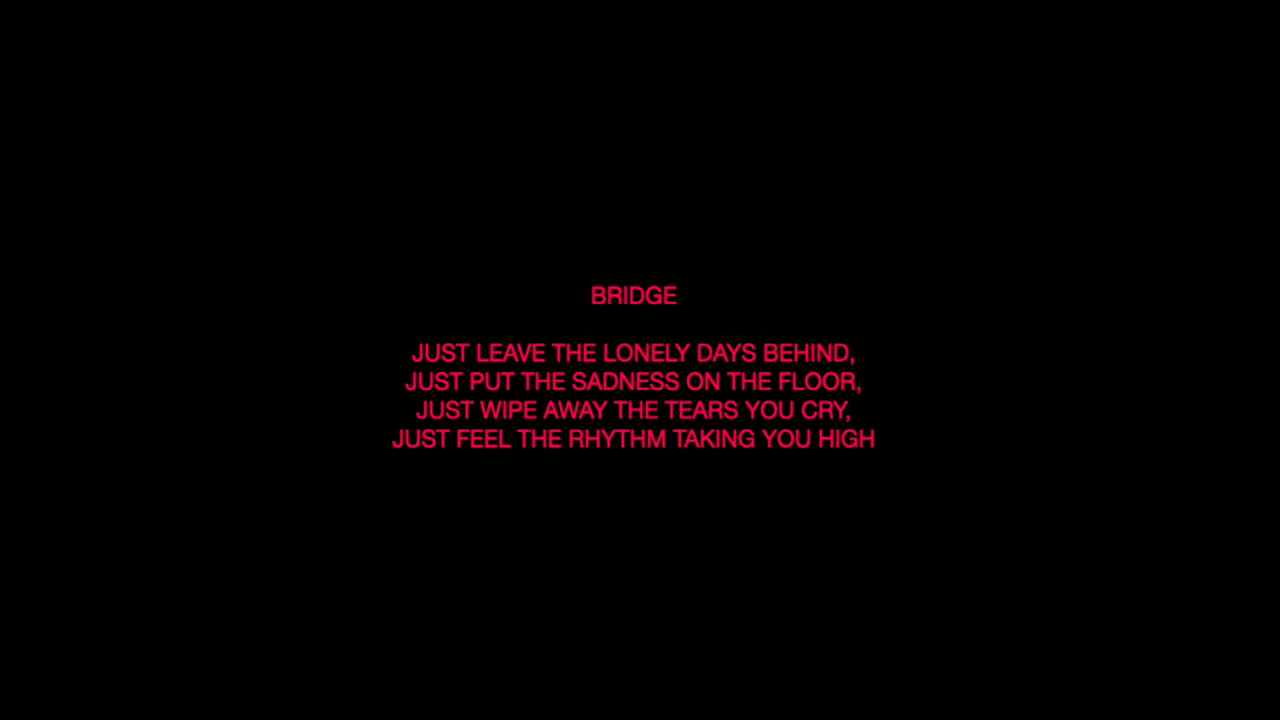 BRIDGE
JUST LEAVE THE LONELY DAYS BEHIND,
JUST PUT THE SADNESS ON THE FLOOR,
JUST WIPE AWAY THE TEARS YOU CRY,
JUST FEEL THE RHYTHM TAKING YOU HIGH